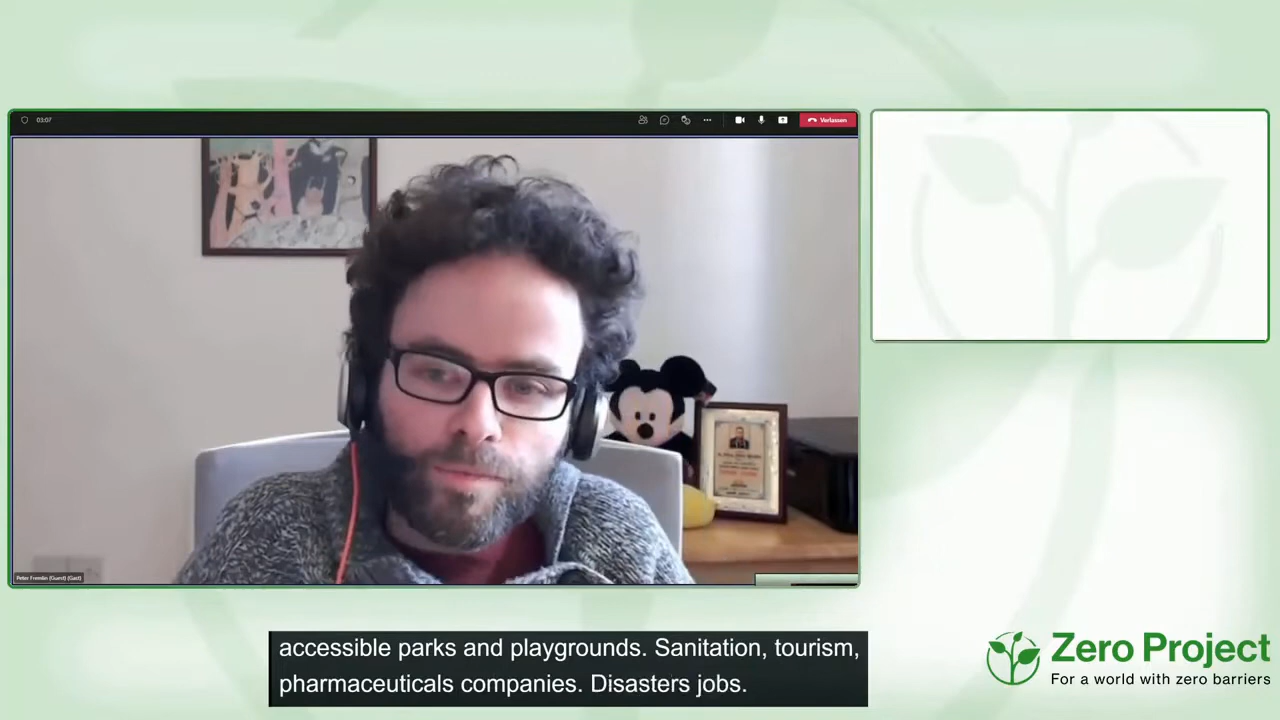 03:07
Verlassen
Peter Fremlin (Guest) (Gast)
accessible parks and playgrounds. Sanitation, tourism,
pharmaceuticals companies. Disasters jobs.
Zero Project
For a world with zero barriers